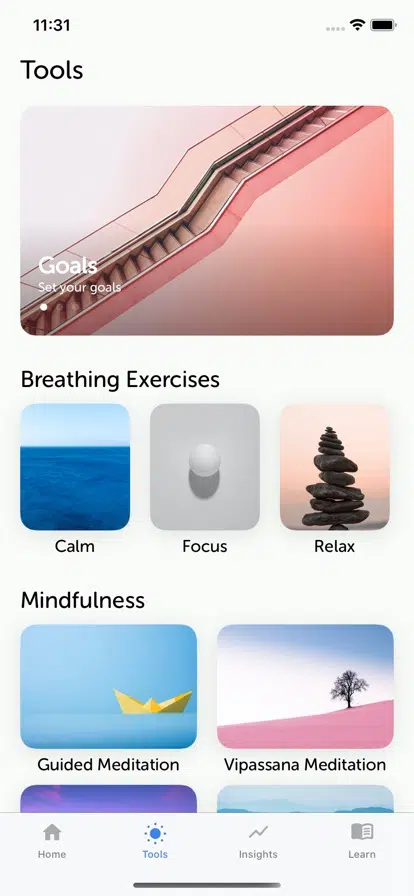 11:31
Tools
Goals
Set your goals
Breathing Exercises
Calm
Focus
Relax
Mindfulness
Guided Meditation
Vipassana Meditation
Home
Tools
Insights
Learn